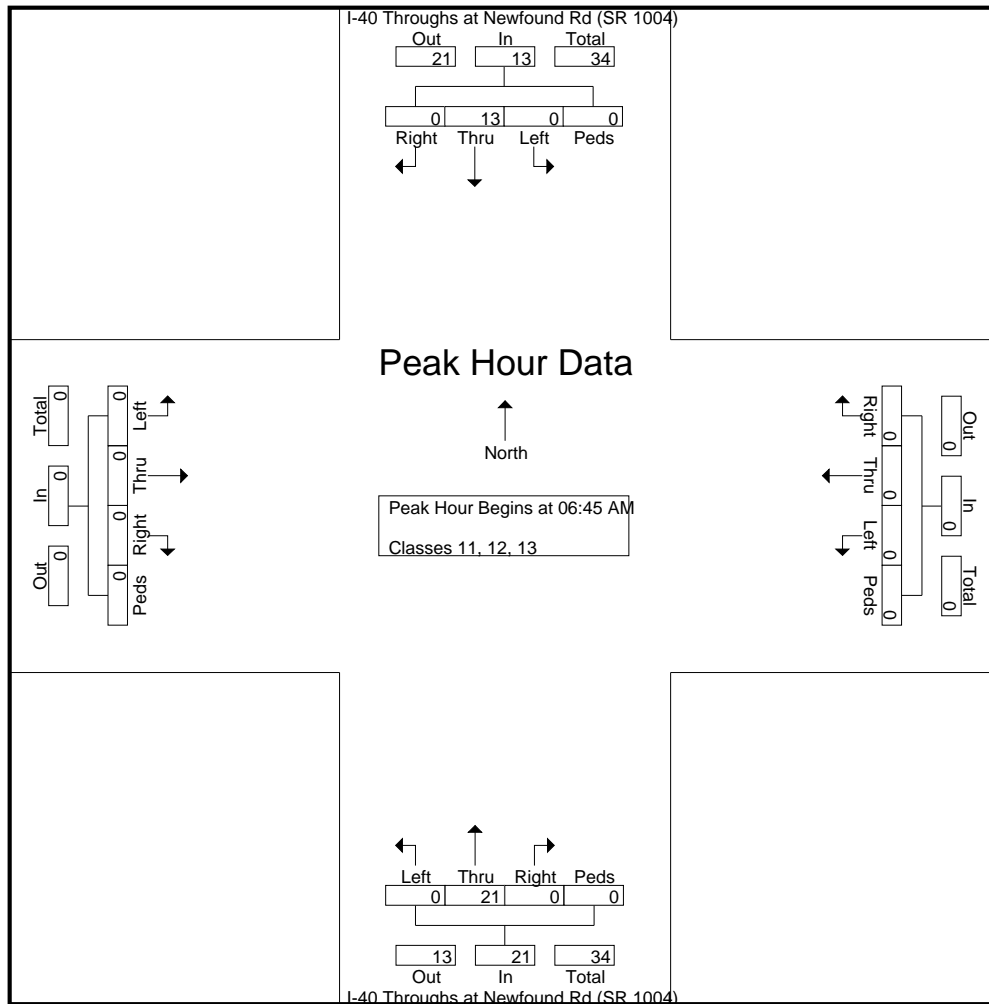 I-40 Throughs at Newfound Rd (SR 1004)
Out In Total
21 13 34
0 13 0 0
Right Thru Left Peds
Peak Hour Data
North
Peak Hour Begins at 06:45 AM
Classes 11, 12, 13
Total In Out
0 0 0
0 0 0 0
Left Thru Right Peds
Right Thru Left Peds
0 0 0 0
Out In Total
0 0 0
Left Thru Right Peds
0 21 0 0
13 21 34
Out In Total
I-40 Throughs at Newfound Rd (SR 1004)